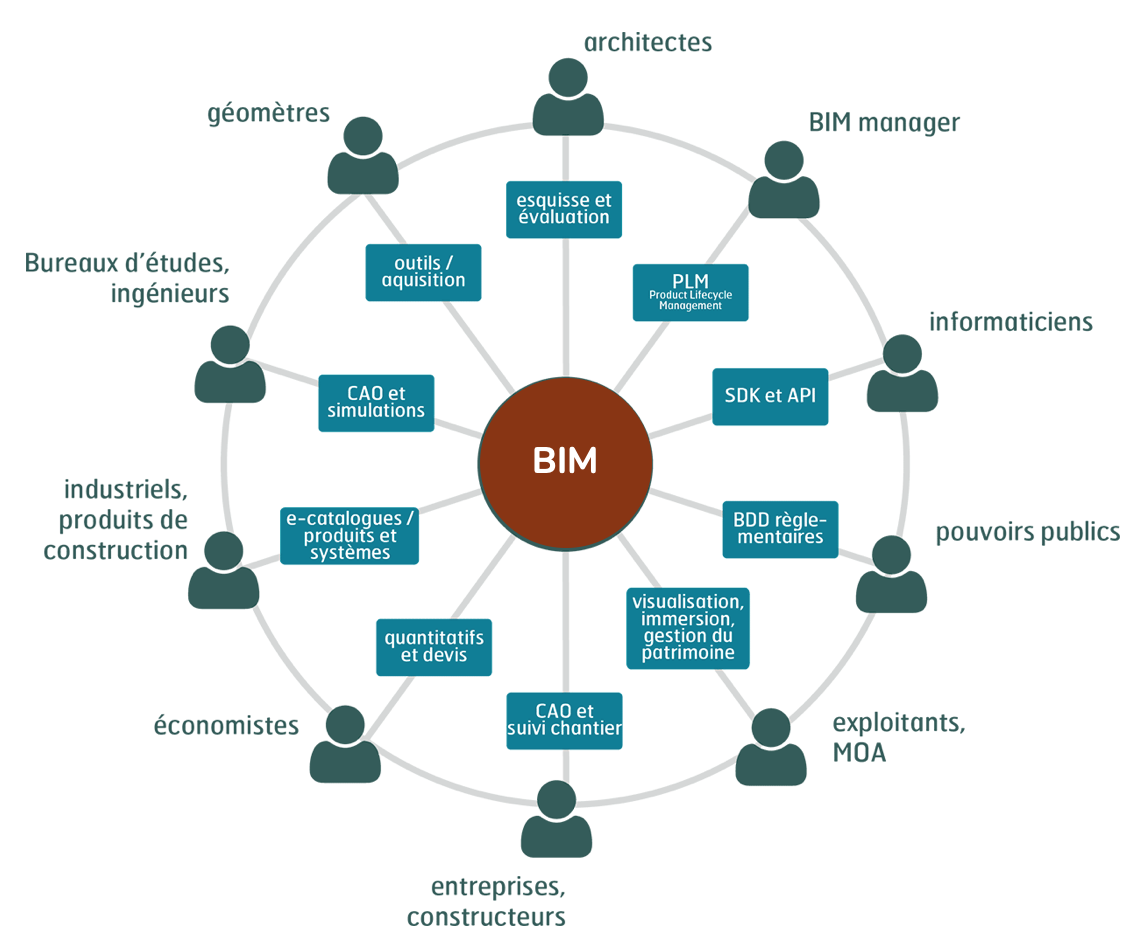 architectes
géomètres
BIM manager
esquisse et
évaluation
Bureaux d'études,
ingénieurs
outils /
aquisition
PLM
Product Lifecycle
Management
informaticiens
CAO et
simulations
SDK et API
BIM
industriels,
produits de
construction
e-catalogues /
produits et
systèmes
BDD règle-
mentaires
pouvoirs publics
quantitatifs
et devis
visualisation,
immersion,
gestion du
patrimoine
économistes
CAO et
suivi chantier
exploitants,
MOA
entreprises,
constructeurs